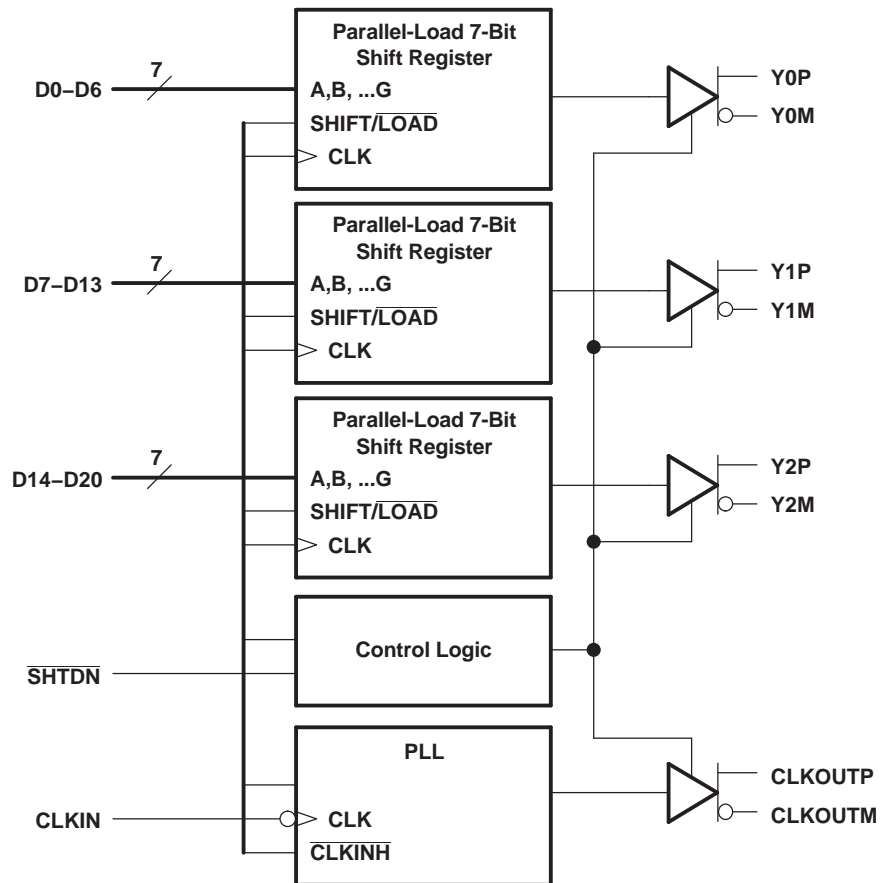 Parallel-Load 7-Bit
Shift Register
7
D0–D6
A,B, ...G
SHIFT/LOAD
CLK
Y0P
Y0M
Parallel-Load 7-Bit
Shift Register
7
D7–D13
A,B, ...G
SHIFT/LOAD
CLK
Y1P
Y1M
Parallel-Load 7-Bit
Shift Register
7
D14–D20
A,B, ...G
SHIFT/LOAD
CLK
Y2P
Y2M
Control Logic
SHTDN
PLL
CLKIN
CLK
CLKINH
CLKOUTP
CLKOUTM